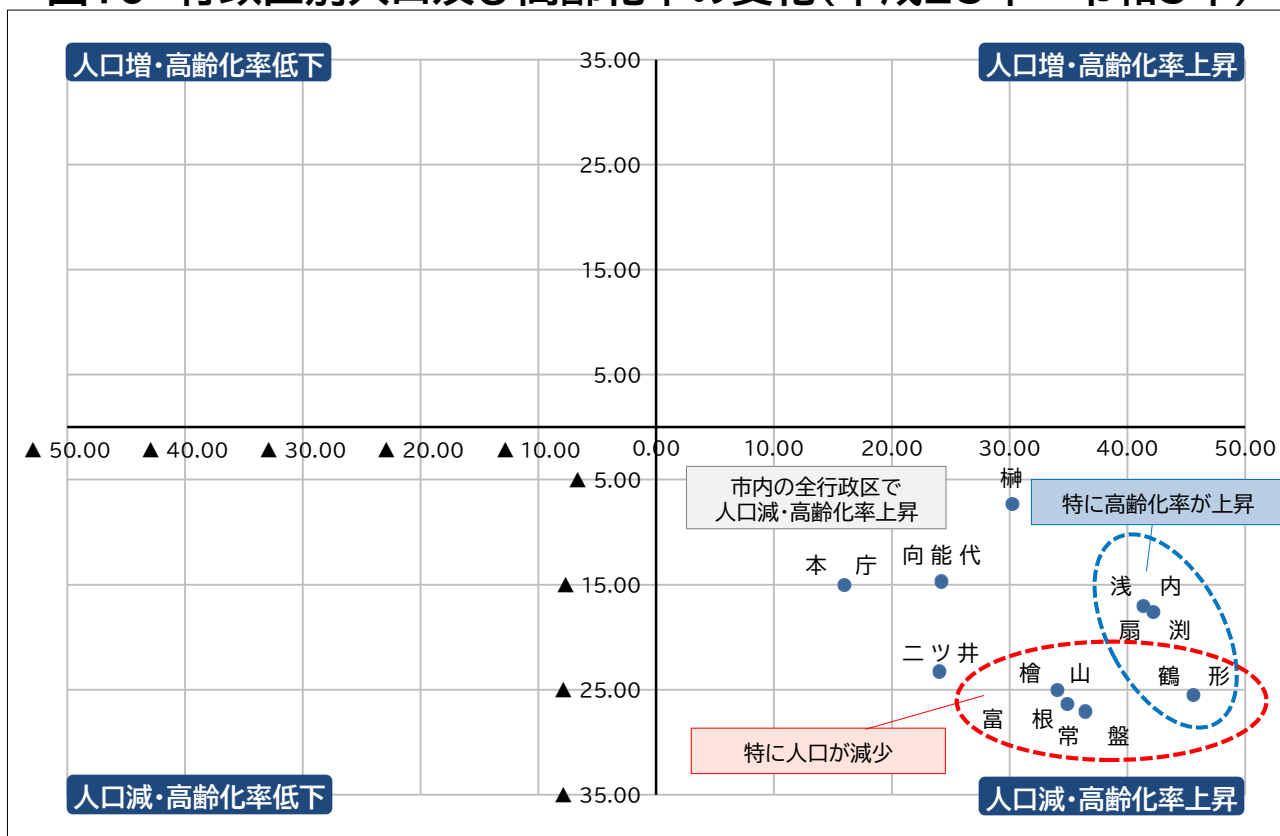 人口増・高齢化率低下
人口増・高齢化率上昇
35.00
25.00
15.00
5.00
▲ 50.00 ▲ 40.00 ▲ 30.00 ▲ 20.00 ▲ 10.00 0.00 10.00 20.00 30.00 40.00 50.00
▲ 5.00
▲ 15.00
▲ 25.00
▲ 35.00
市内の全行政区で
人口減・高齢化率上昇
榊
特に高齢化率が上昇
本 庁
向 能 代
浅 内
扇 渕
二 ツ 井
檜 山
鶴 形
富 根
常 盤
特に人口が減少
人口減・高齢化率低下
人口減・高齢化率上昇